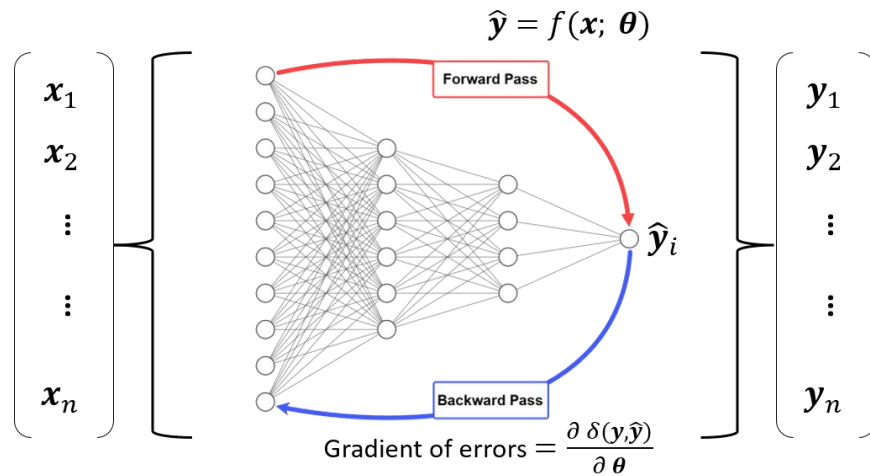 ŷ = f(x; θ)
x₁
x₂
⋮
⋮
xₙ
Forward Pass
ŷᵢ
Backward Pass
Gradient of errors = ∂ δ(y,ŷ) / ∂ θ
y₁
y₂
⋮
⋮
yₙ